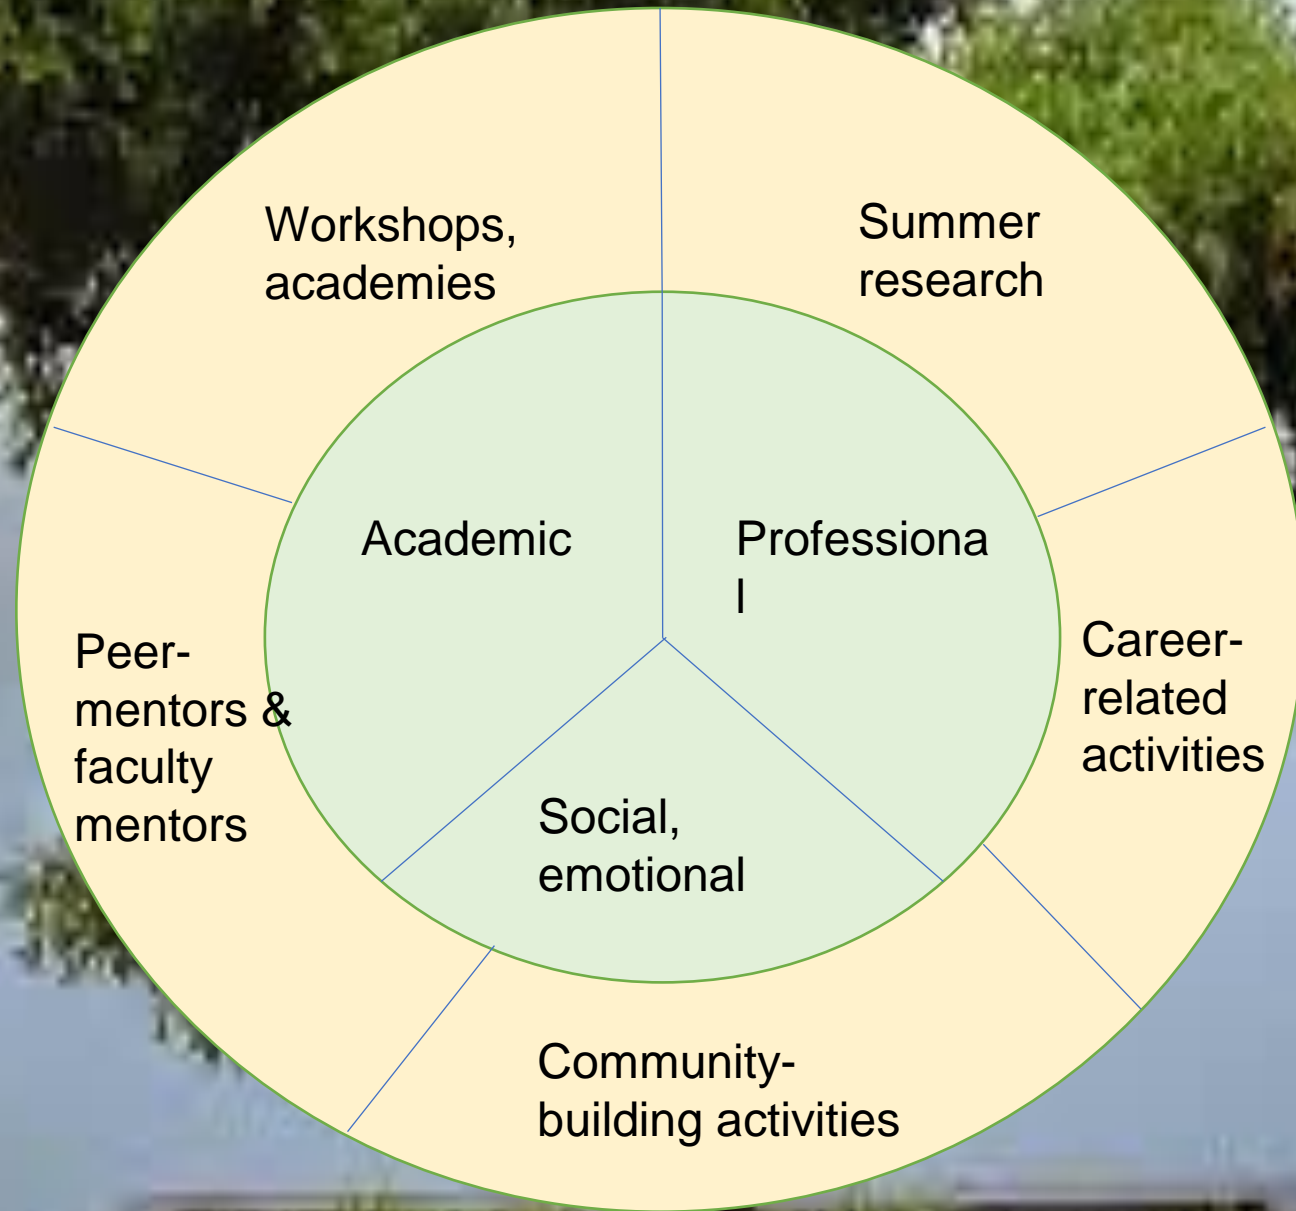 Workshops,
academies
Summer
research
Academic
Professiona
l
Peer-
mentors &
faculty
mentors
Career-
related
activities
Social,
emotional
Community-
building activities